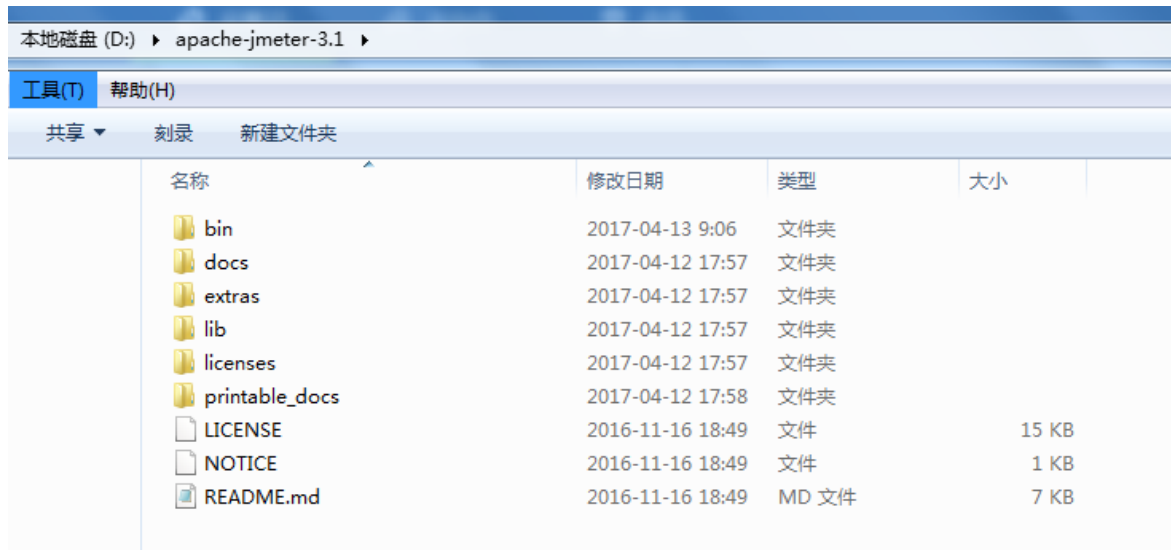 本地磁盘 (D:) apache-jmeter-3.1
工具(T) 帮助(H)
共享 刻录 新建文件夹
名称 修改日期 类型 大小
bin 2017-04-13 9:06 文件夹
docs 2017-04-12 17:57 文件夹
extras 2017-04-12 17:57 文件夹
lib 2017-04-12 17:57 文件夹
licenses 2017-04-12 17:57 文件夹
printable_docs 2017-04-12 17:58 文件夹
LICENSE 2016-11-16 18:49 文件 15 KB
NOTICE 2016-11-16 18:49 文件 1 KB
README.md 2016-11-16 18:49 MD 文件 7 KB